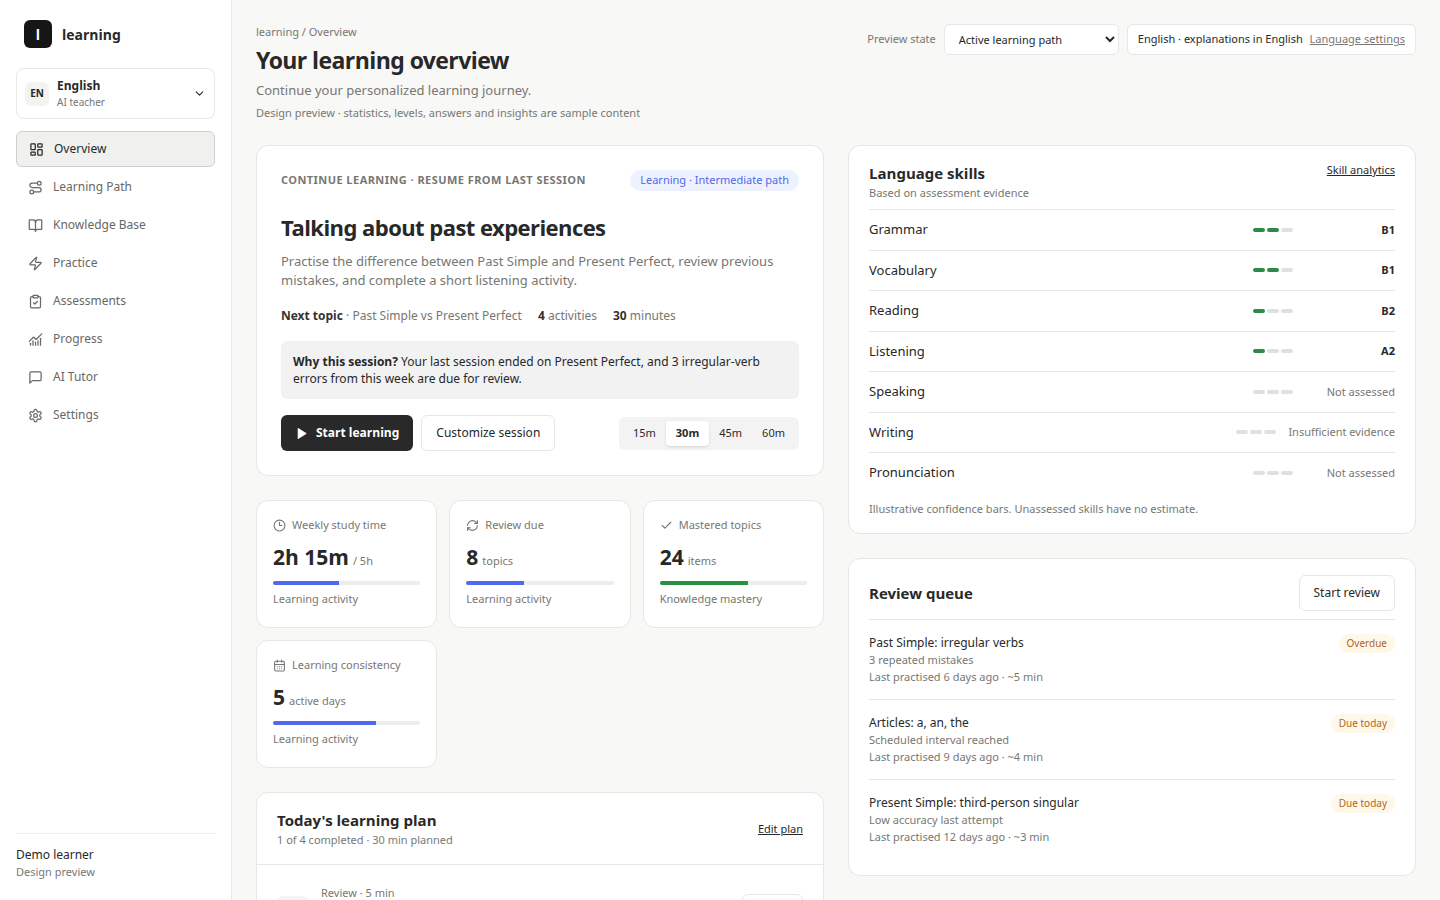 l
learning
EN
English
AI teacher
Overview
Learning Path
Knowledge Base
Practice
Assessments
Progress
AI Tutor
Settings
Demo learner
Design preview
learning / Overview
Your learning overview
Continue your personalized learning journey.
Design preview · statistics, levels, answers and insights are sample content
Preview state
Active learning path
English · explanations in English Language settings
CONTINUE LEARNING · RESUME FROM LAST SESSION
Learning · Intermediate path
Talking about past experiences
Practise the difference between Past Simple and Present Perfect, review previous
mistakes, and complete a short listening activity.
Next topic · Past Simple vs Present Perfect 4 activities 30 minutes
Why this session? Your last session ended on Present Perfect, and 3 irregular-verb
errors from this week are due for review.
Start learning
Customize session
15m 30m 45m 60m
Weekly study time
2h 15m / 5h
Learning activity
Review due
8 topics
Learning activity
Mastered topics
24 items
Knowledge mastery
Learning consistency
5 active days
Learning activity
Today's learning plan
1 of 4 completed · 30 min planned
Edit plan
Review · 5 min
Language skills
Based on assessment evidence
Skill analytics
Grammar B1
Vocabulary B1
Reading B2
Listening A2
Speaking Not assessed
Writing Insufficient evidence
Pronunciation Not assessed
Illustrative confidence bars. Unassessed skills have no estimate.
Review queue
Start review
Past Simple: irregular verbs
3 repeated mistakes
Last practised 6 days ago · ~5 min
Overdue
Articles: a, an, the
Scheduled interval reached
Last practised 9 days ago · ~4 min
Due today
Present Simple: third-person singular
Low accuracy last attempt
Last practised 12 days ago · ~3 min
Due today